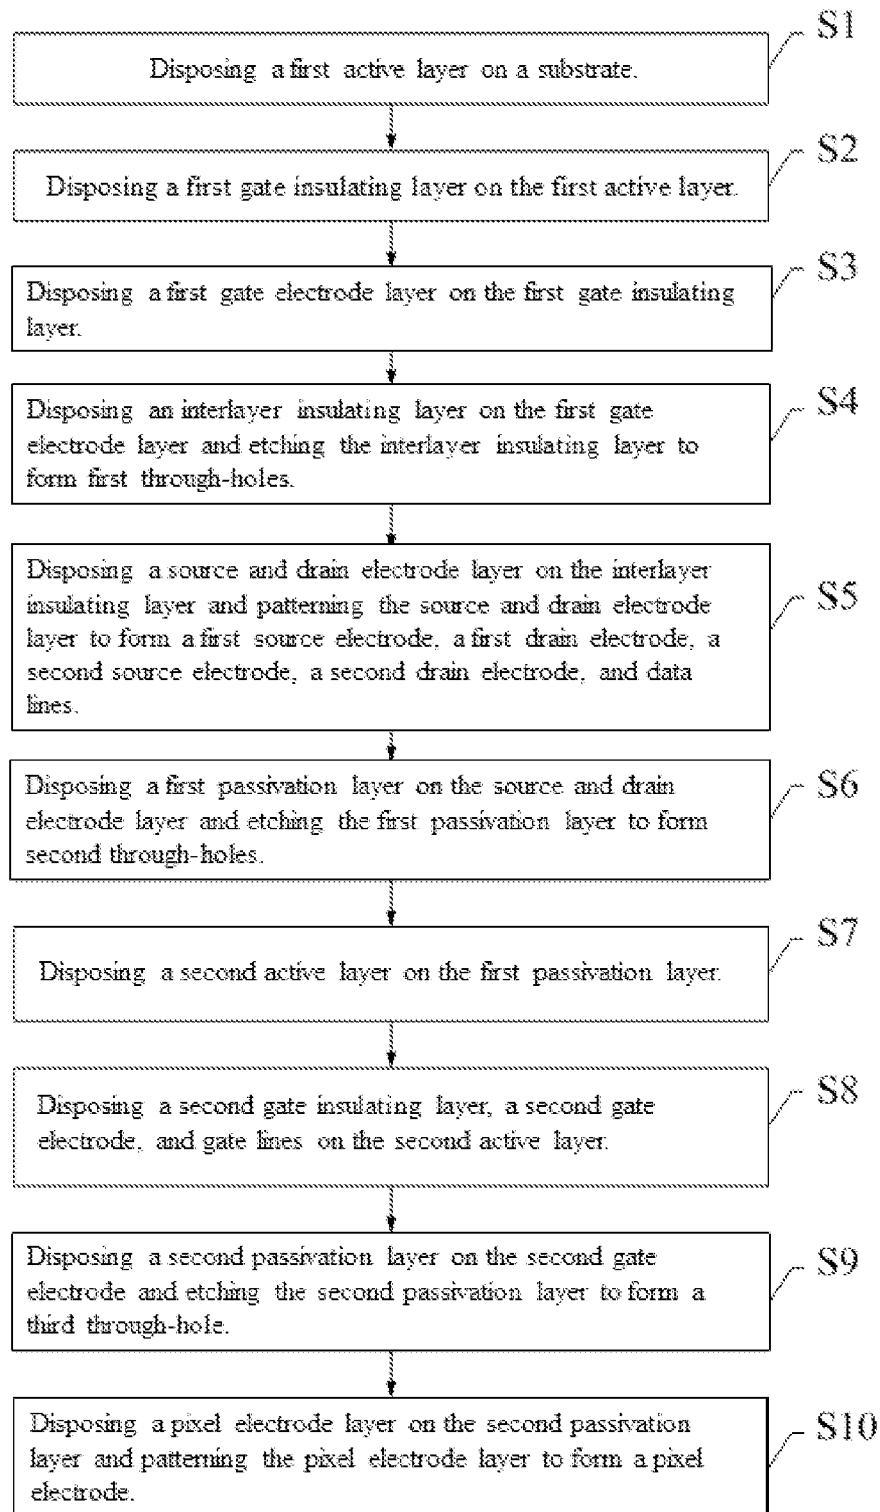 S1
Disposing a first active layer on a substrate.
S2
Disposing a first gate insulating layer on the first active layer.
S3
Disposing a first gate electrode layer on the first gate insulating
layer.
S4
Disposing an interlayer insulating layer on the first gate
electrode layer and etching the interlayer insulating layer to
form first through-holes.
S5
Disposing a source and drain electrode layer on the interlayer
insulating layer and patterning the source and drain electrode
layer to form a first source electrode, a first drain electrode, a
second source electrode, a second drain electrode, and data
lines.
S6
Disposing a first passivation layer on the source and drain
electrode layer and etching the first passivation layer to form
second through-holes.
S7
Disposing a second active layer on the first passivation layer.
S8
Disposing a second gate insulating layer, a second gate
electrode, and gate lines on the second active layer.
S9
Disposing a second passivation layer on the second gate
electrode and etching the second passivation layer to form a
third through-hole.
S10
Disposing a pixel electrode layer on the second passivation
layer and patterning the pixel electrode layer to form a pixel
electrode.